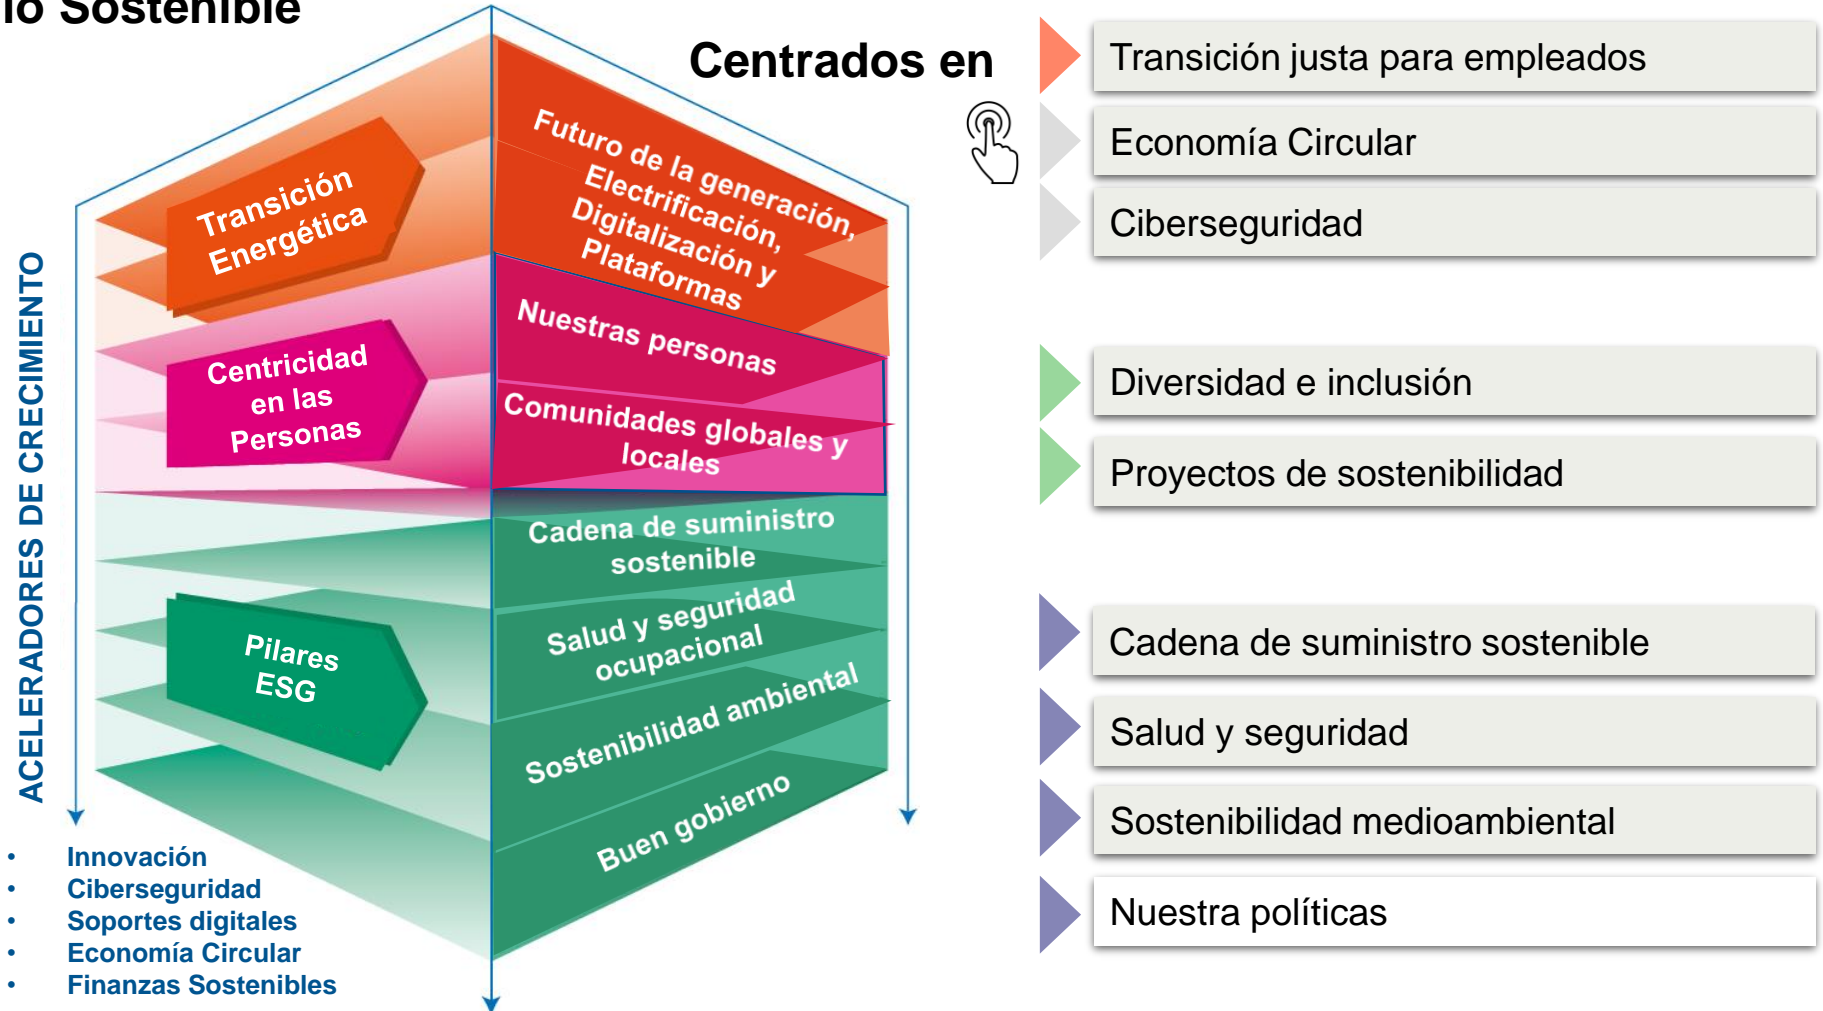 Sostenible
Centrados en
ACELERADORES DE CRECIMIENTO
Transición
Energética
Centricidad
en las
Personas
Pilares
ESG
Futuro de la generación,
Electrificación,
Digitalización y
Plataformas
Nuestras personas
Comunidades globales y
locales
Cadena de suministro
sostenible
Salud y seguridad
ocupacional
Sostenibilidad ambiental
Buen gobierno
• Innovación
• Ciberseguridad
• Soportes digitales
• Economía Circular
• Finanzas Sostenibles
Transición justa para empleados
Economía Circular
Ciberseguridad
Diversidad e inclusión
Proyectos de sostenibilidad
Cadena de suministro sostenible
Salud y seguridad
Sostenibilidad medioambiental
Nuestra políticas